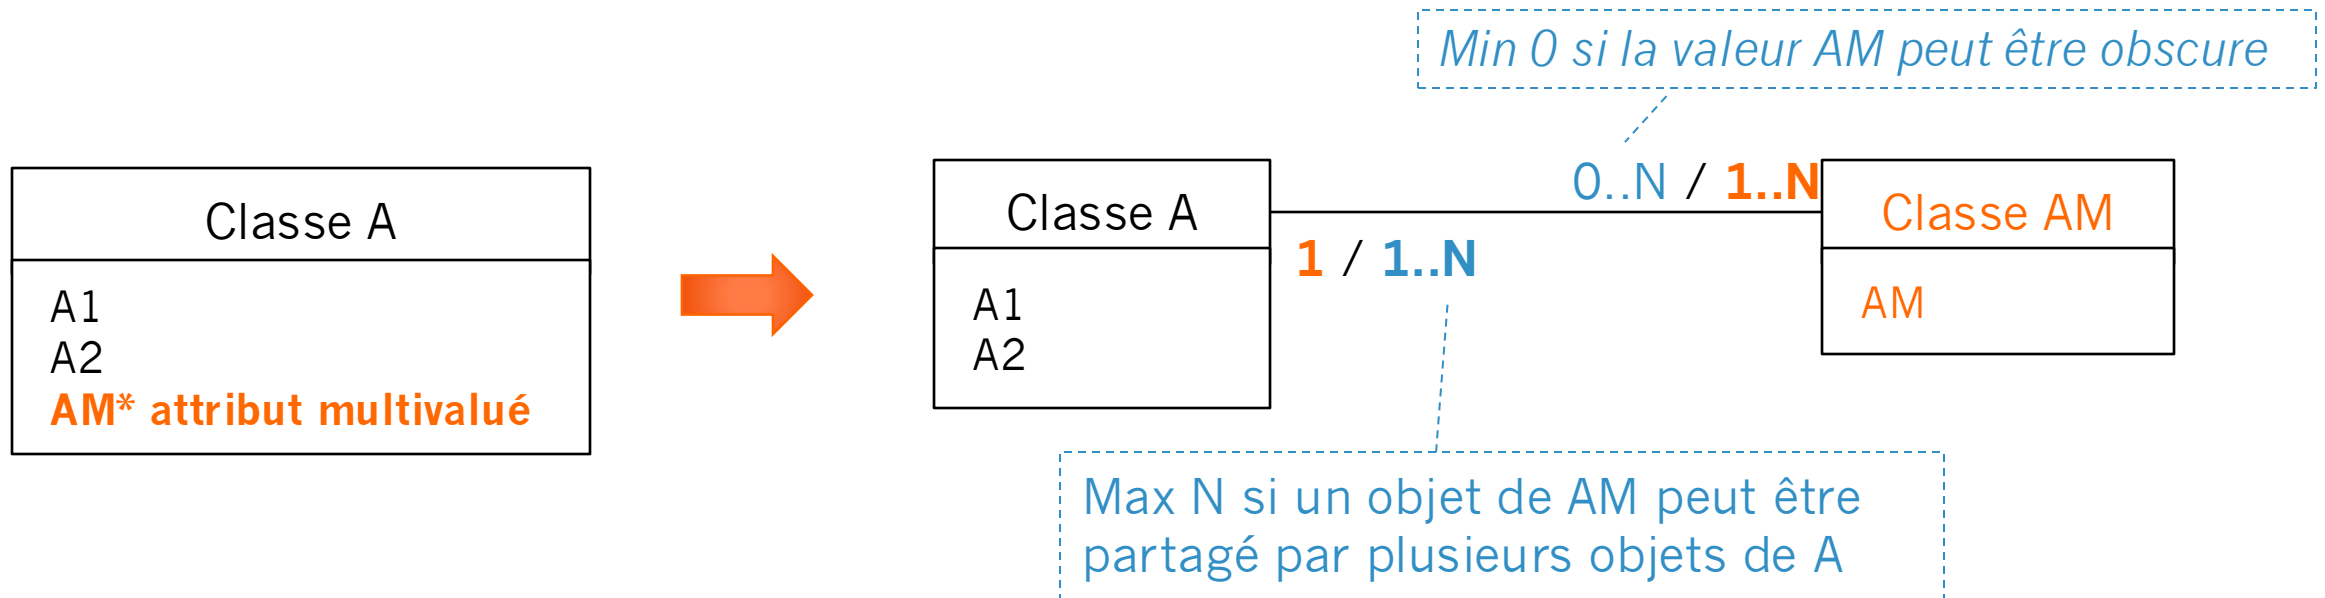 Min 0 si la valeur AM peut être obscure
Classe A
A1
A2
AM* attribut multivalué
Classe A
A1
A2
0..N / 1..N
1 / 1..N
Classe AM
AM
Max N si un objet de AM peut être
partagé par plusieurs objets de A